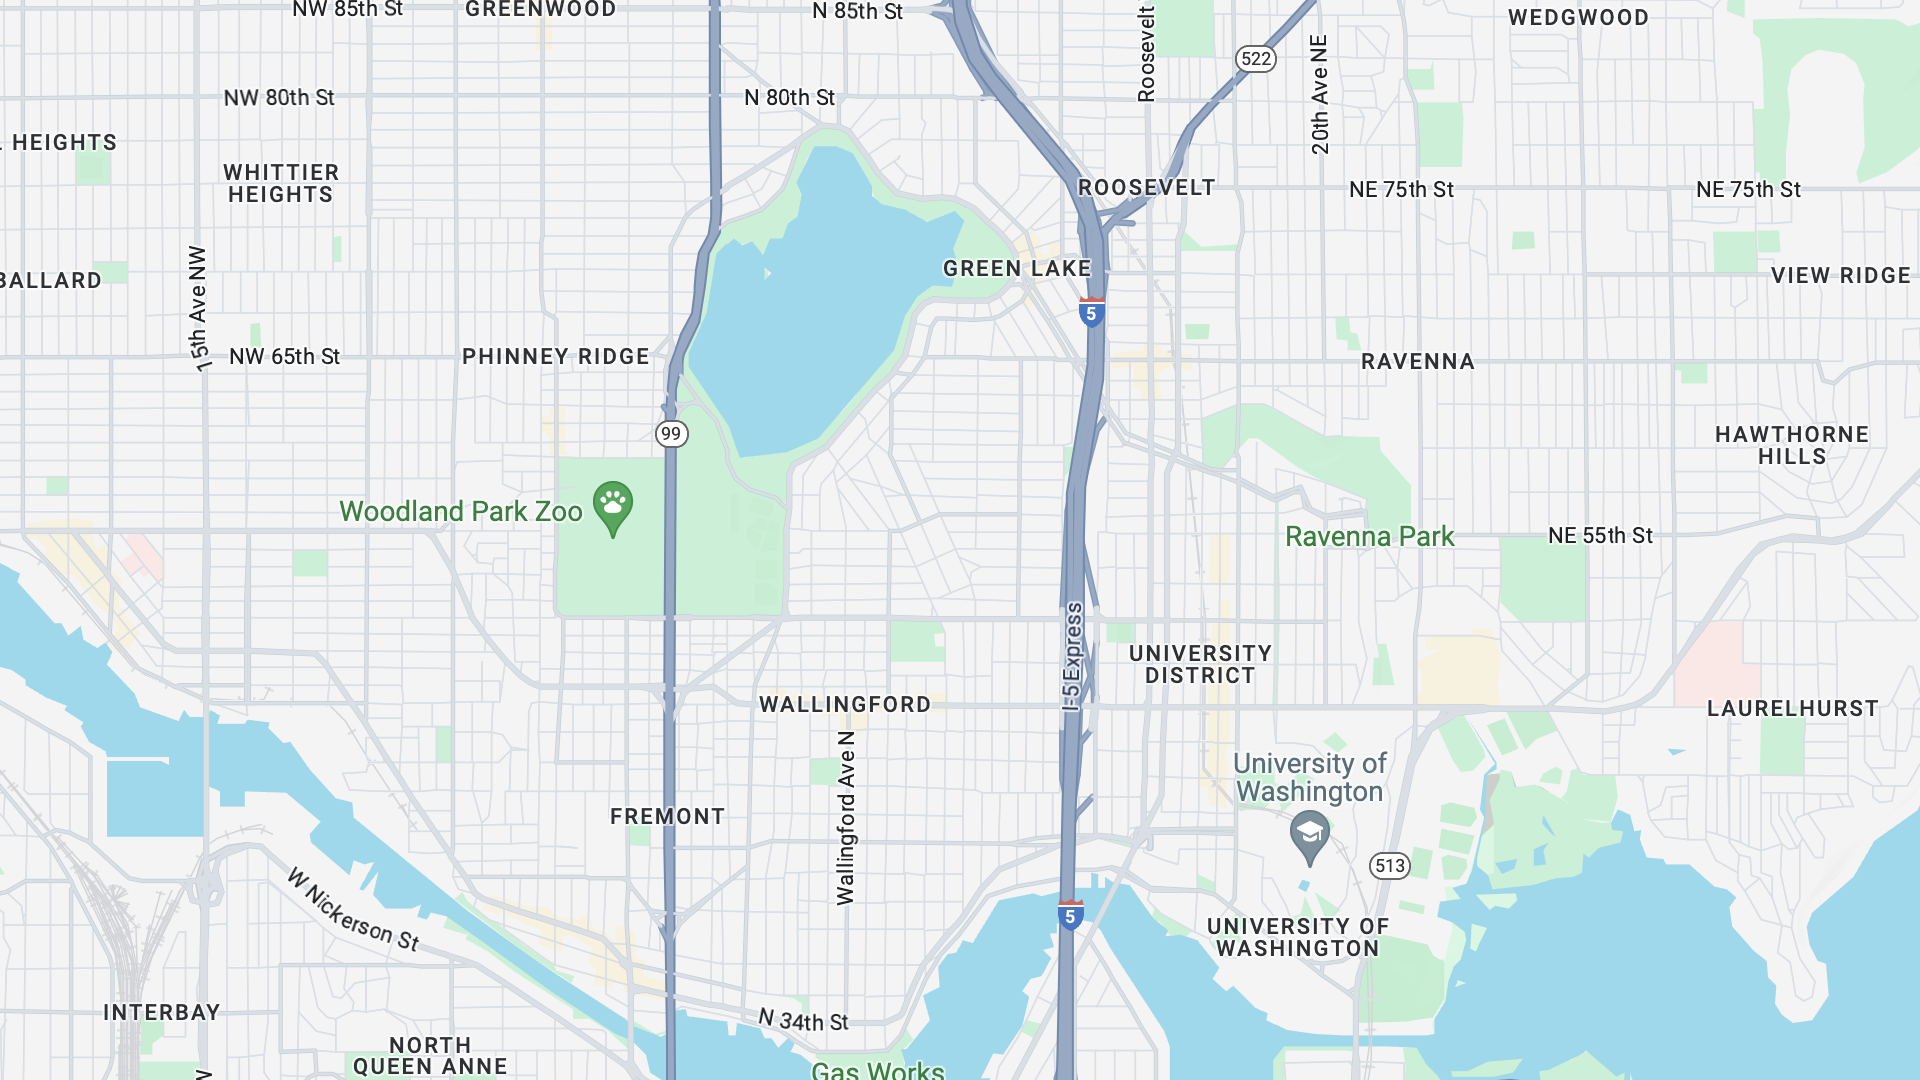 NW 85th St
GREENWOOD
N 85th St
Roosevelt
WEDGWOOD
522
20th Ave NE
NW 80th St
N 80th St
HEIGHTS
WHITTIER
HEIGHTS
ROOSEVELT
NE 75th St
NE 75th St
BALLARD
15th Ave NW
GREEN LAKE
VIEW RIDGE
5
NW 65th St
PHINNEY RIDGE
RAVENNA
99
HAWTHORNE
HILLS
Woodland Park Zoo
Ravenna Park
NE 55th St
I-5 Express
UNIVERSITY
DISTRICT
WALLINGFORD
LAURELHURST
Wallingford Ave N
University of
Washington
FREMONT
513
W Nickerson St
5
UNIVERSITY OF
WASHINGTON
INTERBAY
N 34th St
NORTH
QUEEN ANNE
W
Gas Works